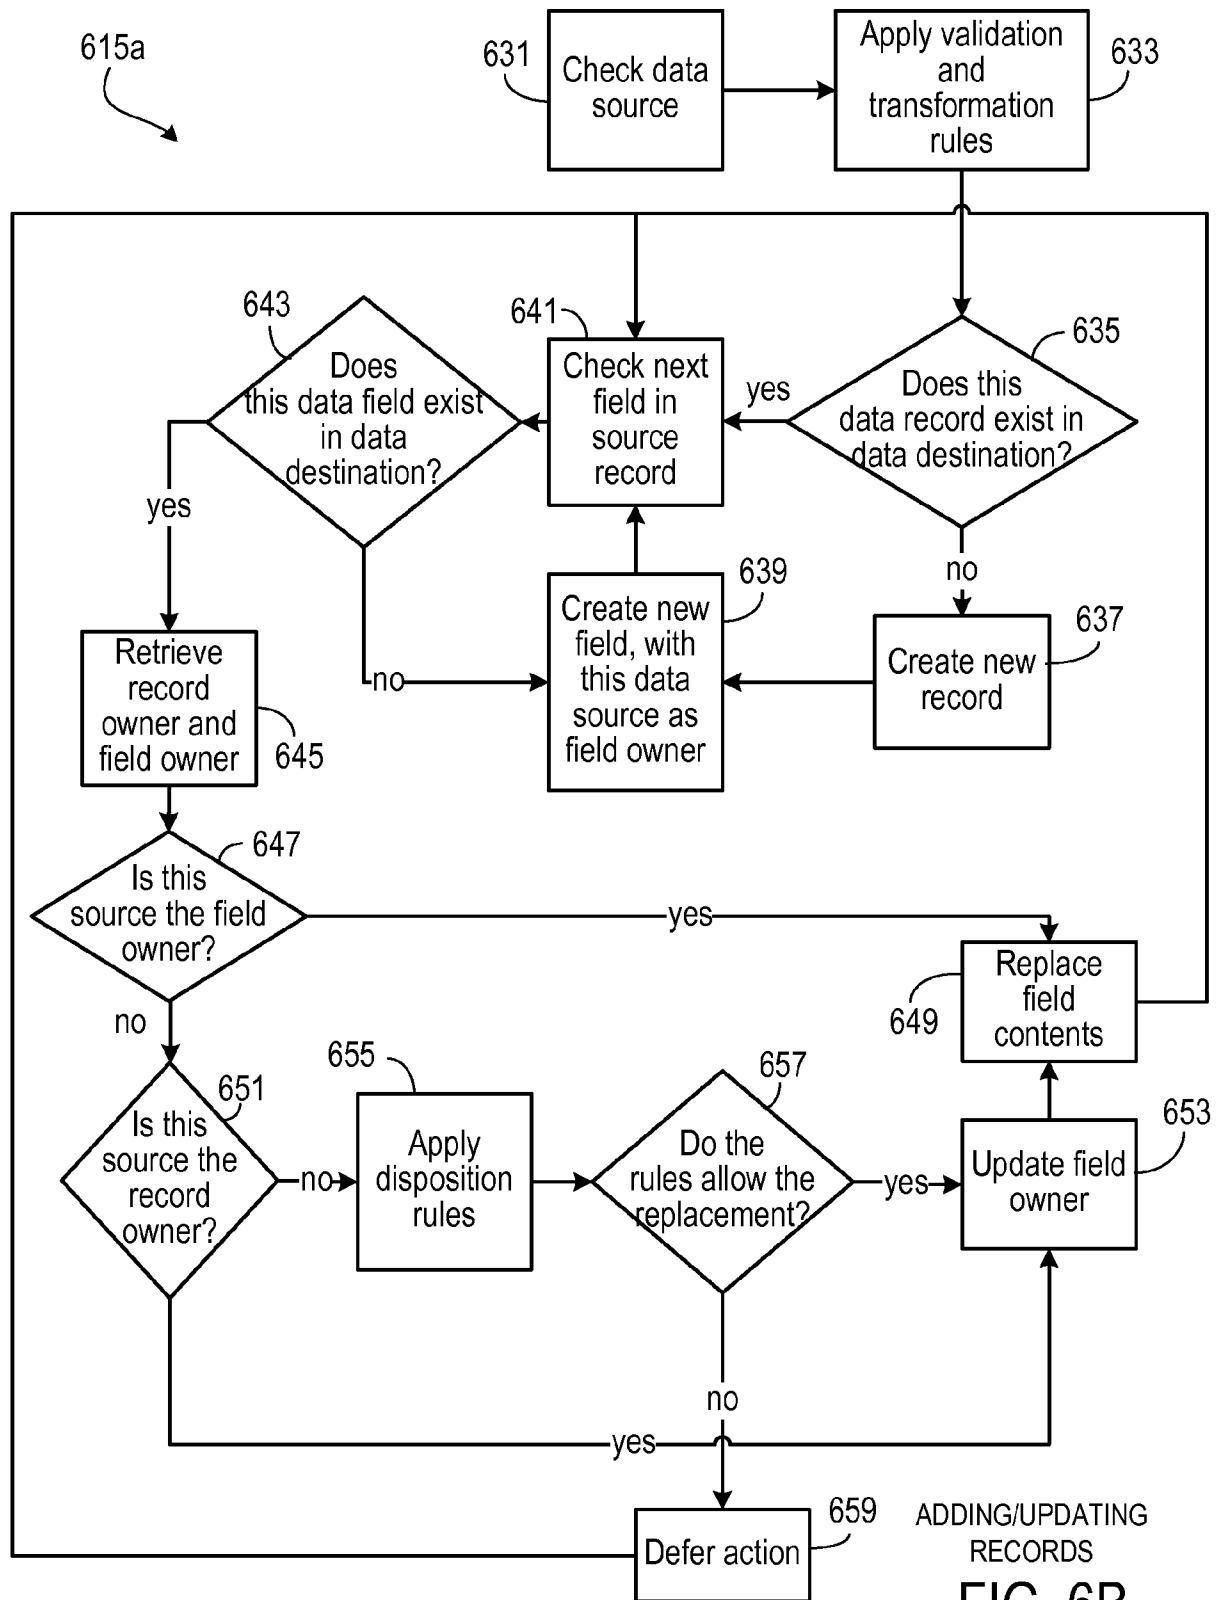 615a
631
Check data
source
Apply validation
and
transformation
rules
633
643
Does
this data field exist
in data
destination?
641
Check next
field in
source
record
yes
635
Does this
data record exist in
data destination?
yes
no
639
Create new
field, with
this data
source as
field owner
637
Create new
record
no
Retrieve
record
owner and
field owner
645
647
Is this
source the field
owner?
yes
Replace
field
contents
649
no
651
Is this
source the
record
owner?
no
655
Apply
disposition
rules
657
Do the
rules allow the
replacement?
yes
653
Update field
owner
no
yes
659
Defer action
ADDING/UPDATING
RECORDS
FIG. 6B